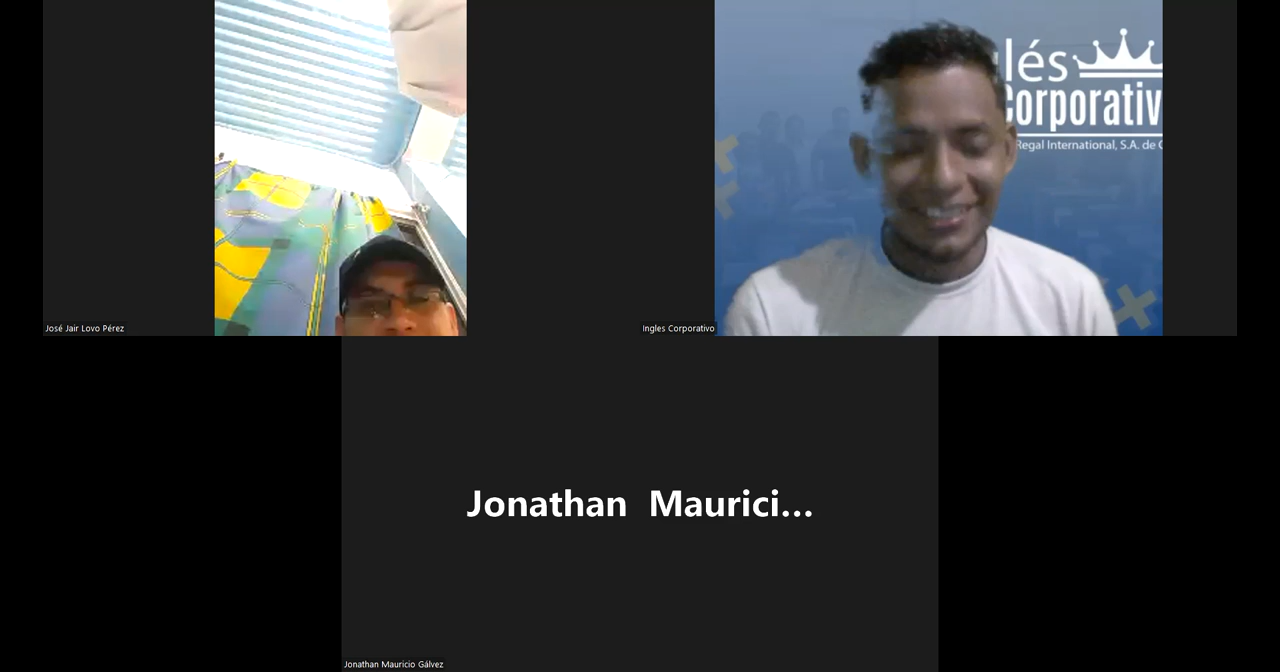 lés
Corporativ
Regal International, S.A. de C
José Jair Lovo Pérez
Ingles Corporativo
Jonathan Maurici...
Jonathan Mauricio Gálvez